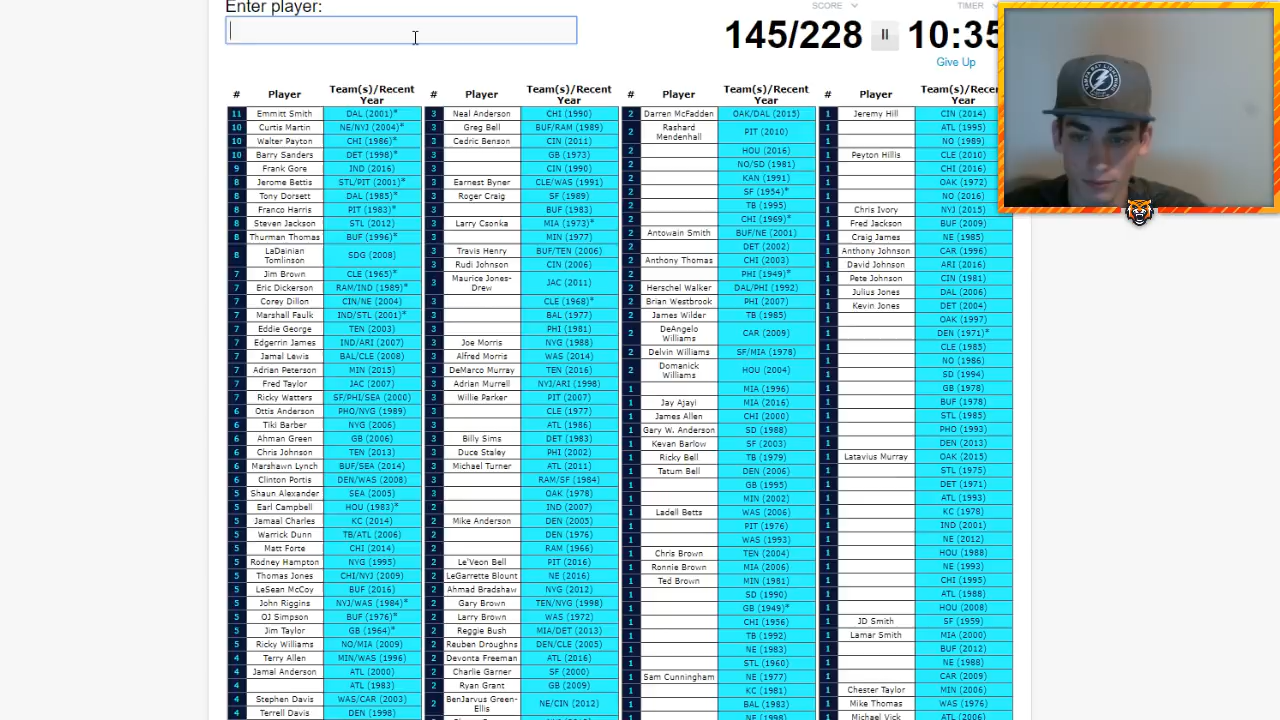 Enter player:
SCORE
TIMER
145/228
10:35
Give Up
# Player Team(s)/Recent Year
11 Emmitt Smith DAL (2001)*
10 Curtis Martin NE/NYJ (2004)*
10 Walter Payton CHI (1986)*
10 Barry Sanders DET (1998)*
9 Frank Gore IND (2016)
8 Jerome Bettis STL/PIT (2001)*
8 Tony Dorsett DAL (1985)*
8 Franco Harris PIT (1983)*
8 Steven Jackson STL (2012)
8 Thurman Thomas BUF (1996)*
8 LaDainian Tomlinson SDG (2008)
7 Jim Brown CLE (1965)*
7 Eric Dickerson RAM/IND (1989)*
7 Corey Dillon CIN/NE (2004)
7 Marshall Faulk IND/STL (2001)*
7 Eddie George TEN (2003)
7 Edgerrin James IND/ARI (2007)
7 Jamal Lewis BAL/CLE (2008)
7 Adrian Peterson MIN (2015)
7 Fred Taylor JAC (2007)
7 Ricky Watters SF/PHI/SEA (2000)
6 Ottis Anderson PHO/NYG (1989)
6 Tiki Barber NYG (2006)
6 Ahman Green GB (2006)
6 Chris Johnson TEN (2013)
6 Marshawn Lynch BUF/SEA (2014)
6 Clinton Portis DEN/WAS (2008)
5 Shaun Alexander SEA (2005)
5 Earl Campbell HOU (1983)*
5 Jamaal Charles KC (2014)
5 Warrick Dunn TB/ATL (2006)
5 Matt Forte CHI (2014)
5 Rodney Hampton NYG (1995)
5 Thomas Jones CHI/NYJ (2009)
5 LeSean McCoy BUF (2016)
5 John Riggins NYJ/WAS (1984)*
5 OJ Simpson BUF (1976)*
5 Jim Taylor GB (1964)*
5 Ricky Williams NO/MIA (2009)
4 Terry Allen MIN/WAS (1996)
4 Jamal Anderson ATL (2000)
4 ATL (1983)
4 Stephen Davis WAS/CAR (2003)
4 Terrell Davis DEN (1998)
# Player Team(s)/Recent Year
3 Neal Anderson CHI (1990)
3 Greg Bell BUF/RAM (1989)
3 Cedric Benson CIN (2011)
3 GB (1973)
3 CIN (1990)
3 Earnest Byner CLE/WAS (1991)
3 Roger Craig SF (1989)
3 BUF (1983)
3 Larry Csonka MIA (1973)*
3 MIN (1977)
3 Travis Henry BUF/TEN (2006)
3 Rudi Johnson CIN (2006)
3 Maurice Jones-Drew JAC (2011)
3 CLE (1968)*
3 BAL (1977)
3 PHI (1981)
3 Joe Morris NYG (1988)
3 Alfred Morris WAS (2014)
3 DeMarco Murray TEN (2016)
3 Adrian Murrell NYJ/ARI (1998)
3 Willie Parker PIT (2007)
3 CLE (1977)
3 ATL (1986)
3 Billy Sims DET (1983)
3 Duce Staley PHI (2002)
3 Michael Turner ATL (2011)
3 RAM/SF (1984)
3 OAK (1978)
2 IND (2007)
2 Mike Anderson DEN (2005)
2 DEN (1976)
2 RAM (1966)
2 Le'Veon Bell PIT (2016)
2 LeGarrette Blount NE (2016)
2 Ahmad Bradshaw NYG (2012)
2 Gary Brown TEN/NYG (1998)
2 Larry Brown WAS (1972)
2 Reggie Bush MIA/DET (2013)
2 Reuben Droughns DEN/CLE (2005)
2 Devonta Freeman ATL (2016)
2 Charlie Garner SF (2000)
2 Ryan Grant GB (2009)
2 BenJarvus Green-Ellis NE/CIN (2012)
# Player Team(s)/Recent Year
2 Darren McFadden OAK/DAL (2015)
2 Rashard Mendenhall PIT (2010)
2 HOU (2016)
2 NO/SD (1981)
2 KAN (1991)
2 SF (1954)*
2 TB (1995)
2 CHI (1969)*
2 Antowain Smith BUF/NE (2001)
2 DET (2002)
2 Anthony Thomas CHI (2003)
2 PHI (1949)*
2 Herschel Walker DAL/PHI (1992)
2 Brian Westbrook PHI (2007)
2 James Wilder TB (1985)
2 DeAngelo Williams CAR (2009)
2 Delvin Williams SF/MIA (1978)
2 Domanick Williams HOU (2004)
1 MIA (1996)
1 Jay Ajayi MIA (2016)
1 James Allen CHI (2000)
1 Gary W. Anderson SD (1988)
1 Kevan Barlow SF (2003)
1 Ricky Bell TB (1979)
1 Tatum Bell DEN (2006)
1 GB (1995)
1 MIN (2002)
1 Ladell Betts WAS (2006)
1 PIT (1976)
1 WAS (1993)
1 Chris Brown TEN (2004)
1 Ronnie Brown MIA (2006)
1 Ted Brown MIN (1981)
1 SD (1990)
1 GB (1949)*
1 CHI (1956)
1 TB (1992)
1 NE (1983)
1 STL (1960)
1 Sam Cunningham NE (1977)
1 KC (1981)
1 BAL (1983)
1 NE (1998)
# Player Team(s)/Recent Year
1 Jeremy Hill CIN (2014)
1 ATL (1995)
1 NO (1989)
1 Peyton Hillis CLE (2010)
1 CHI (2016)
1 OAK (1972)
1 NO (2016)
1 Chris Ivory NYJ (2015)
1 Fred Jackson BUF (2009)
1 Craig James NE (1985)
1 Anthony Johnson CAR (1996)
1 David Johnson ARI (2016)
1 Pete Johnson CIN (1981)
1 Julius Jones DAL (2006)
1 Kevin Jones DET (2004)
1 OAK (1997)
1 DEN (1971)*
1 CLE (1985)
1 NO (1986)
1 SD (1994)
1 GB (1978)
1 BUF (1978)
1 STL (1985)
1 PHO (1993)
1 DEN (2013)
1 Latavius Murray OAK (2015)
1 STL (1975)
1 DET (1971)
1 ATL (1993)
1 KC (1978)
1 IND (2001)
1 NE (2012)
1 HOU (1988)
1 NE (1993)
1 CHI (1995)
1 ATL (1988)
1 HOU (2008)
1 JD Smith SF (1959)
1 Lamar Smith MIA (2000)
1 BUF (2012)
1 NE (1988)
1 CAR (2009)
1 Chester Taylor MIN (2006)
1 Mike Thomas WAS (1976)
1 Michael Vick ATL (2006)